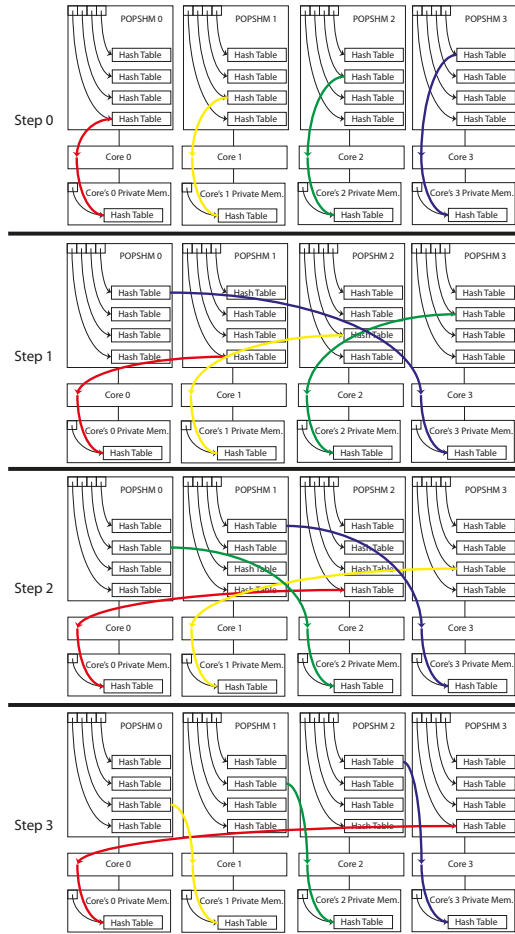 POPSHM 0 POPSHM 1 POPSHM 2 POPSHM 3
Hash Table Hash Table Hash Table Hash Table
Hash Table Hash Table Hash Table Hash Table
Hash Table Hash Table Hash Table Hash Table
Hash Table Hash Table Hash Table Hash Table
Step 0
Core 0 Core 1 Core 2 Core 3
Core's 0 Private Mem. Core's 1 Private Mem. Core's 2 Private Mem. Core's 3 Private Mem.
Hash Table Hash Table Hash Table Hash Table
POPSHM 0 POPSHM 1 POPSHM 2 POPSHM 3
Hash Table Hash Table Hash Table Hash Table
Hash Table Hash Table Hash Table Hash Table
Hash Table Hash Table Hash Table Hash Table
Step 1
Hash Table Hash Table Hash Table Hash Table
Core 0 Core 1 Core 2 Core 3
Core's 0 Private Mem. Core's 1 Private Mem. Core's 2 Private Mem. Core's 3 Private Mem.
Hash Table Hash Table Hash Table Hash Table
POPSHM 0 POPSHM 1 POPSHM 2 POPSHM 3
Hash Table Hash Table Hash Table Hash Table
Hash Table Hash Table Hash Table Hash Table
Hash Table Hash Table Hash Table Hash Table
Step 2
Hash Table Hash Table Hash Table Hash Table
Core 0 Core 1 Core 2 Core 3
Core's 0 Private Mem. Core's 1 Private Mem. Core's 2 Private Mem. Core's 3 Private Mem.
Hash Table Hash Table Hash Table Hash Table
POPSHM 0 POPSHM 1 POPSHM 2 POPSHM 3
Hash Table Hash Table Hash Table Hash Table
Hash Table Hash Table Hash Table Hash Table
Hash Table Hash Table Hash Table Hash Table
Step 3
Hash Table Hash Table Hash Table Hash Table
Core 0 Core 1 Core 2 Core 3
Core's 0 Private Mem. Core's 1 Private Mem. Core's 2 Private Mem. Core's 3 Private Mem.
Hash Table Hash Table Hash Table Hash Table